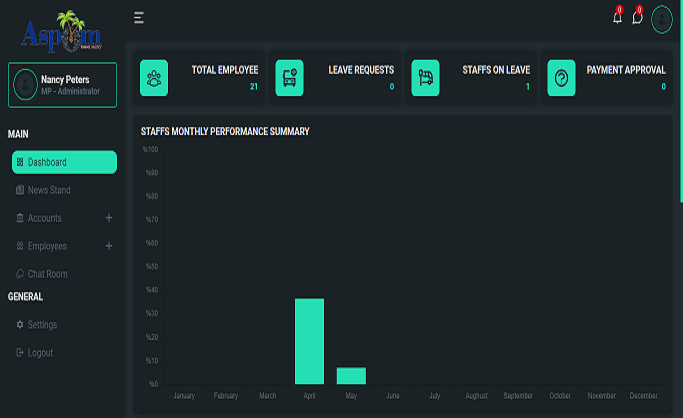 Aspom
0
0
Nancy Peters
MP - Administrator
TOTAL EMPLOYEE
21
LEAVE REQUESTS
0
STAFFS ON LEAVE
1
PAYMENT APPROVAL
0
MAIN
Dashboard
News Stand
Accounts
Employees
Chat Room
GENERAL
Settings
Logout
STAFFS MONTHLY PERFORMANCE SUMMARY
%100
%90
%80
%70
%60
%50
%40
%30
%20
%10
%0
January February March April May June July Aughust September October November December